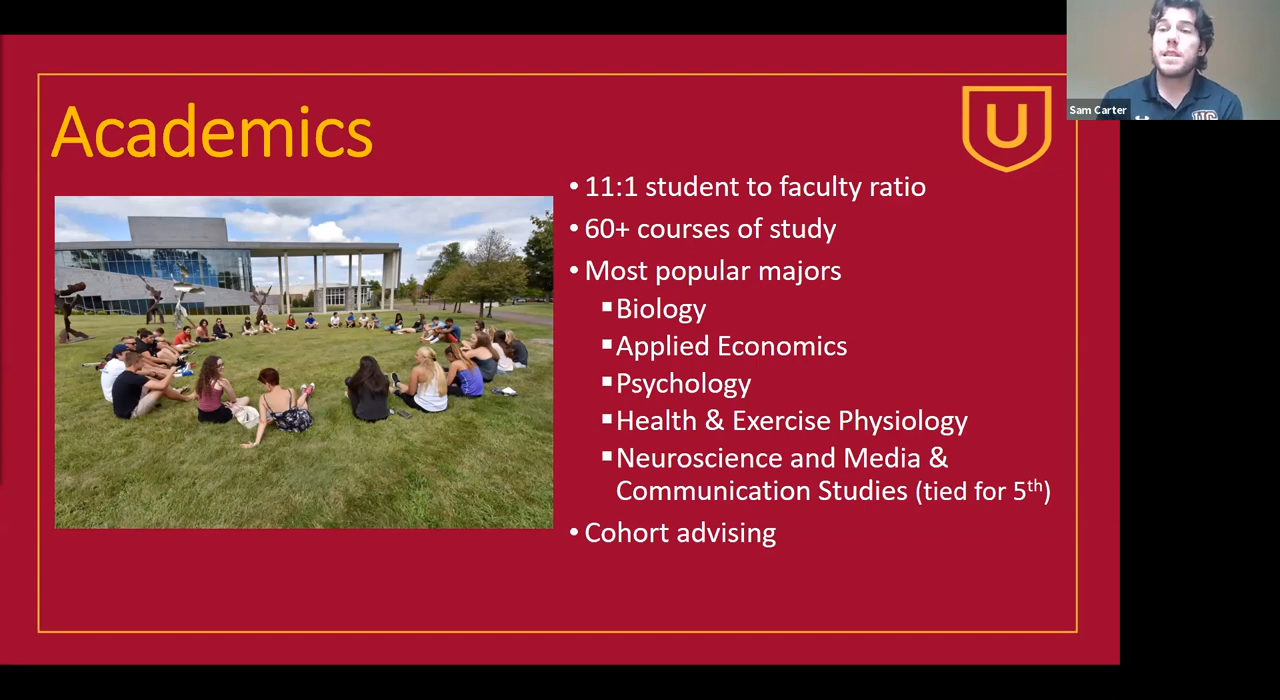 Academics
U
Sam Carter
• 11:1 student to faculty ratio
• 60+ courses of study
• Most popular majors
▪ Biology
▪ Applied Economics
▪ Psychology
▪ Health & Exercise Physiology
▪ Neuroscience and Media &
Communication Studies (tied for 5th)
• Cohort advising